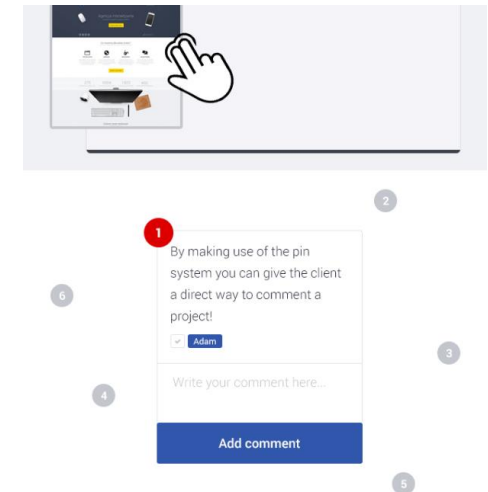 2
1
By making use of the pin
system you can give the client
a direct way to comment a
project!
Adam
6
3
Write your comment here...
4
Add comment
5